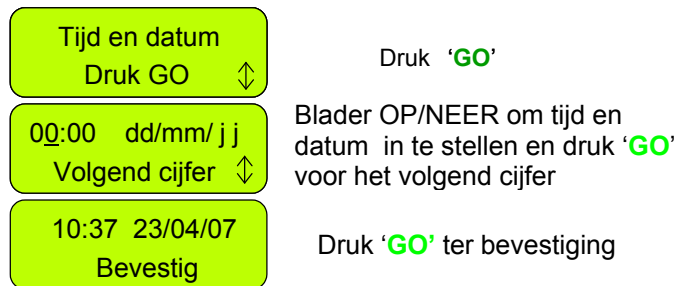 Tijd en datum
Druk GO
Druk ‘GO’
00:00 dd/mm/ j j
Volgend cijfer
Blader OP/NEER om tijd en
datum in te stellen en druk ‘GO’
voor het volgend cijfer
10:37 23/04/07
Bevestig
Druk ‘GO’ ter bevestiging